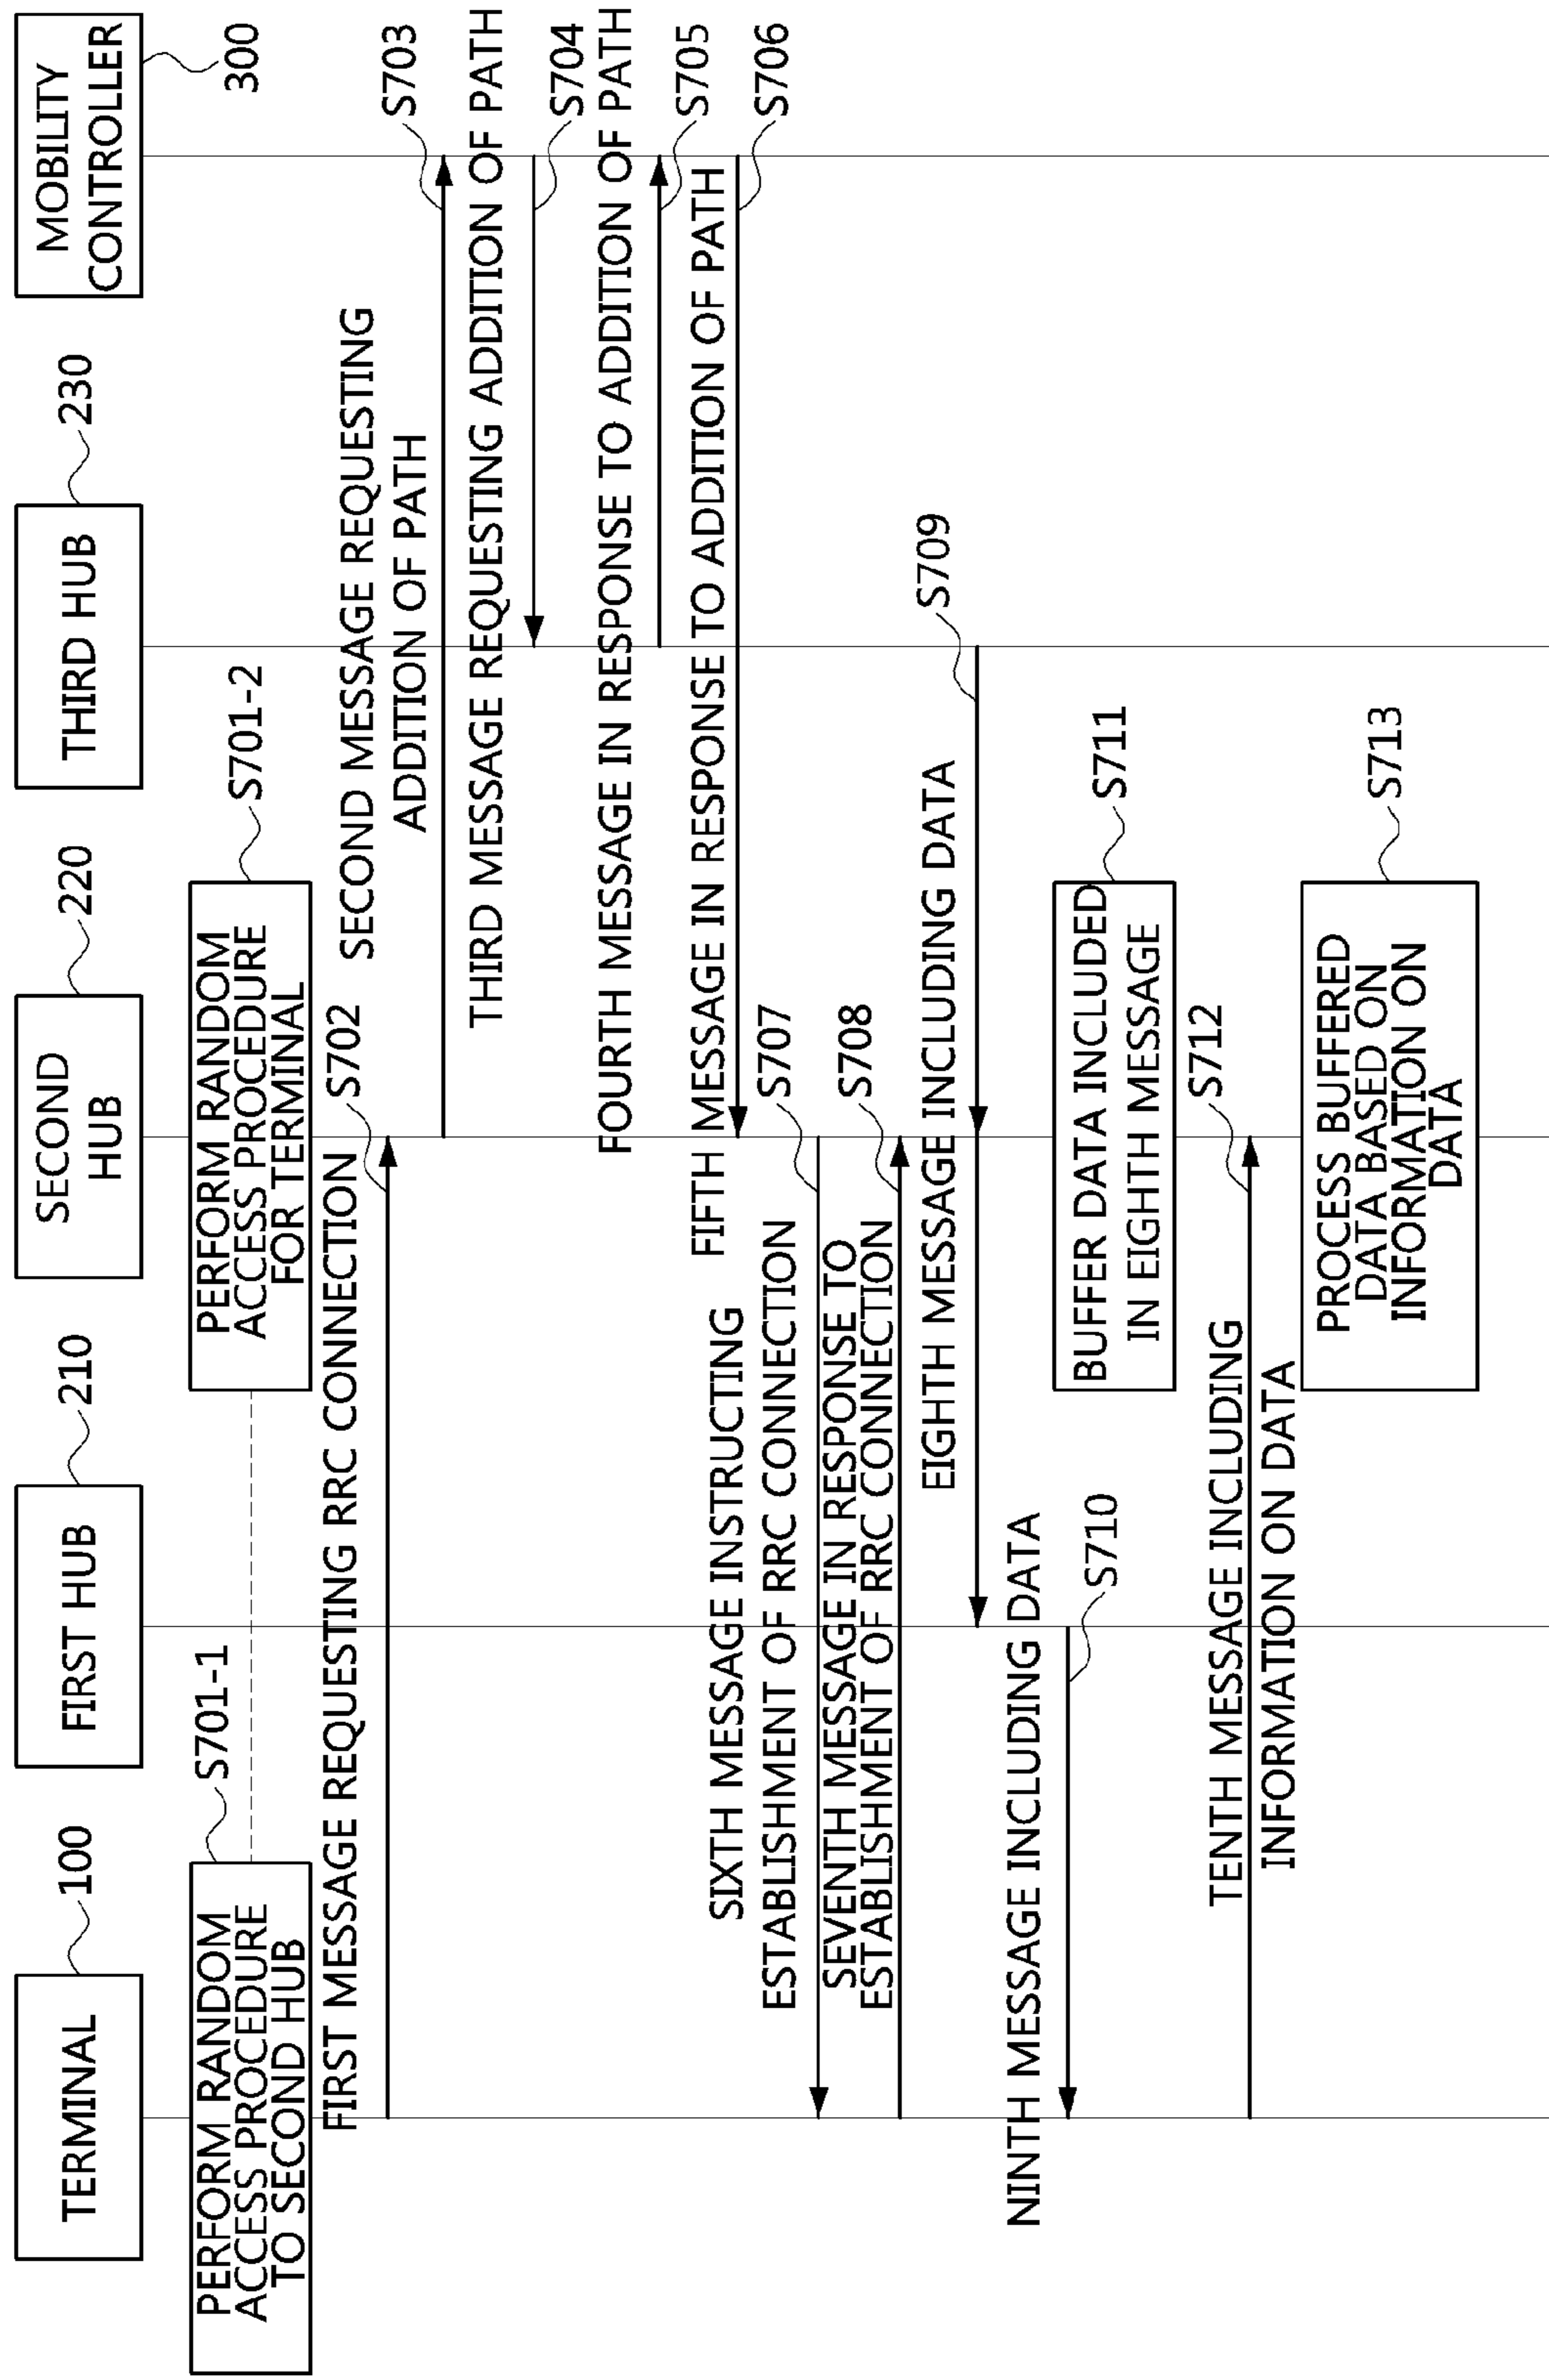 TERMINAL
100
FIRST HUB
210
SECOND
HUB
220
THIRD HUB
230
MOBILITY
CONTROLLER
300
PERFORM RANDOM
ACCESS PROCEDURE
TO SECOND HUB
S701-1
PERFORM RANDOM
ACCESS PROCEDURE
FOR TERMINAL
S701-2
FIRST MESSAGE REQUESTING RRC CONNECTION
S702
SECOND MESSAGE REQUESTING
ADDITION OF PATH
S703
THIRD MESSAGE REQUESTING ADDITION OF PATH
S704
FOURTH MESSAGE IN RESPONSE TO ADDITION OF PATH
S705
FIFTH MESSAGE IN RESPONSE TO ADDITION OF PATH
S706
SIXTH MESSAGE INSTRUCTING
ESTABLISHMENT OF RRC CONNECTION
S707
SEVENTH MESSAGE IN RESPONSE TO
ESTABLISHMENT OF RRC CONNECTION
S708
EIGHTH MESSAGE INCLUDING DATA
S709
NINTH MESSAGE INCLUDING DATA
S710
BUFFER DATA INCLUDED
IN EIGHTH MESSAGE
S711
TENTH MESSAGE INCLUDING
INFORMATION ON DATA
S712
PROCESS BUFFERED
DATA BASED ON
INFORMATION ON
DATA
S713